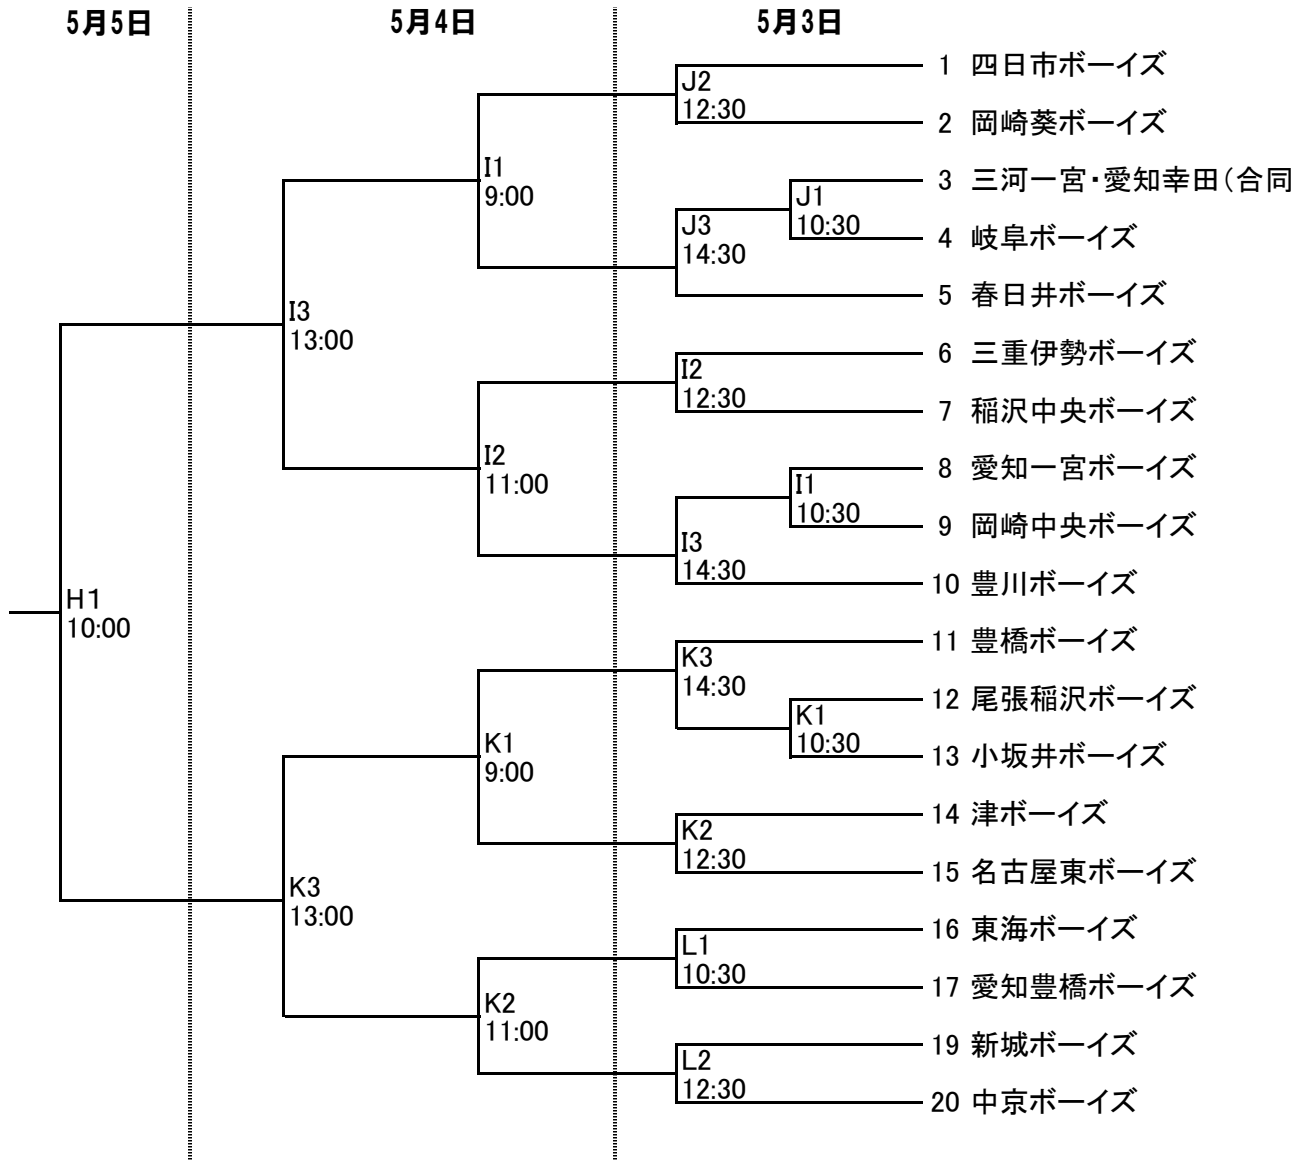 5月5日 5月4日 5月3日
1 四日市ボーイズ
J2
12:30
2 岡崎葵ボーイズ
I1
9:00
3 三河一宮・愛知幸田(合同
J1
10:30
J3
14:30
4 岐阜ボーイズ
5 春日井ボーイズ
I3
13:00
6 三重伊勢ボーイズ
I2
12:30
7 稲沢中央ボーイズ
I2
11:00
8 愛知一宮ボーイズ
I1
10:30
9 岡崎中央ボーイズ
I3
14:30
10 豊川ボーイズ
H1
10:00
11 豊橋ボーイズ
K3
14:30
12 尾張稲沢ボーイズ
K1
10:30
13 小坂井ボーイズ
K1
9:00
14 津ボーイズ
K2
12:30
15 名古屋東ボーイズ
K3
13:00
16 東海ボーイズ
L1
10:30
17 愛知豊橋ボーイズ
K2
11:00
19 新城ボーイズ
L2
12:30
20 中京ボーイズ